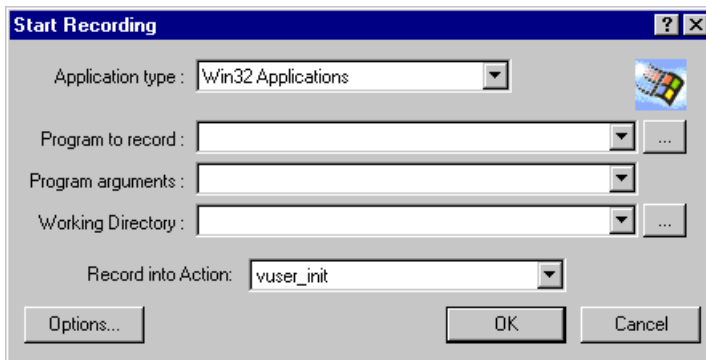 Start Recording
Application type : Win32 Applications
Program to record : ...
Program arguments :
Working Directory : ...
Record into Action: vuser_init
Options... OK Cancel